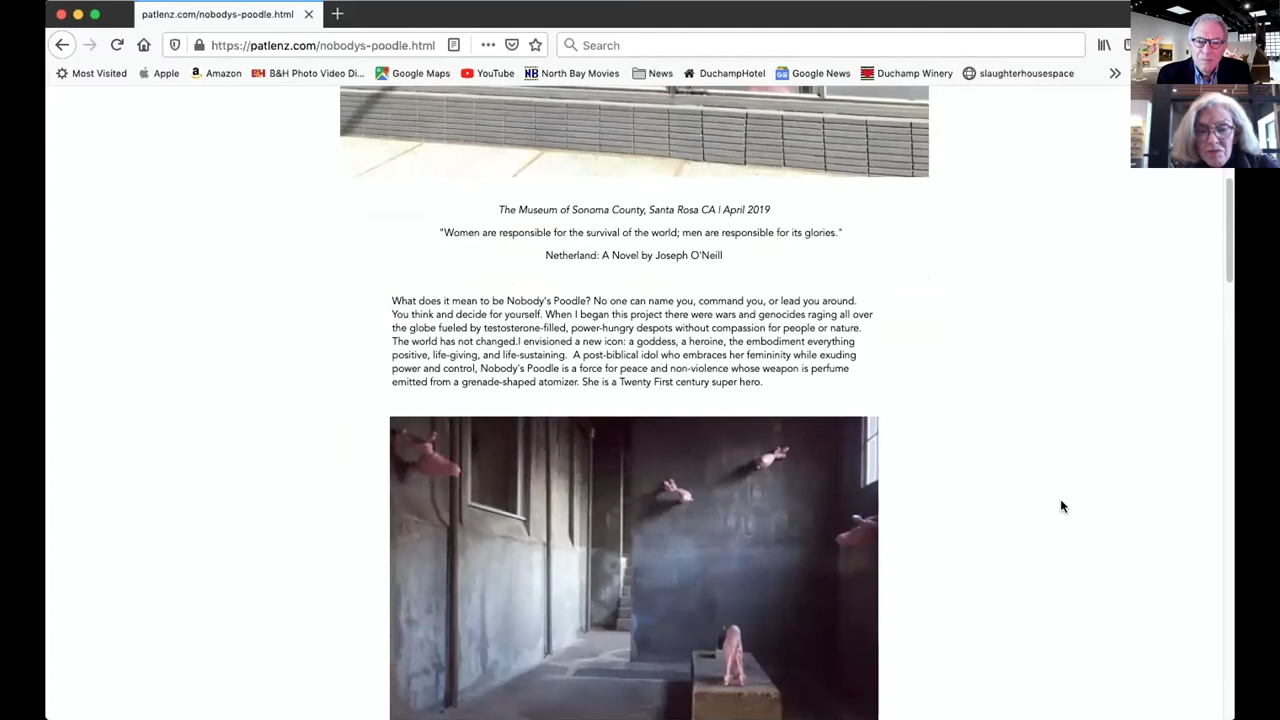 patlenz.com/nobodys-poodle.html
https://patlenz.com/nobodys-poodle.html
Search
Most Visited Apple Amazon B&H Photo Video Di... Google Maps YouTube North Bay Movies News DuchampHotel Google News Duchamp Winery slaughterhousespace
The Museum of Sonoma County, Santa Rosa CA | April 2019
"Women are responsible for the survival of the world; men are responsible for its glories."
Netherland: A Novel by Joseph O'Neill
What does it mean to be Nobody's Poodle? No one can name you, command you, or lead you around.
You think and decide for yourself. When I began this project there were wars and genocides raging all over
the globe fueled by testosterone-filled, power-hungry despots without compassion for people or nature.
The world has not changed.I envisioned a new icon: a goddess, a heroine, the embodiment everything
positive, life-giving, and life-sustaining. A post-biblical idol who embraces her femininity while exuding
power and control, Nobody's Poodle is a force for peace and non-violence whose weapon is perfume
emitted from a grenade-shaped atomizer. She is a Twenty First century super hero.